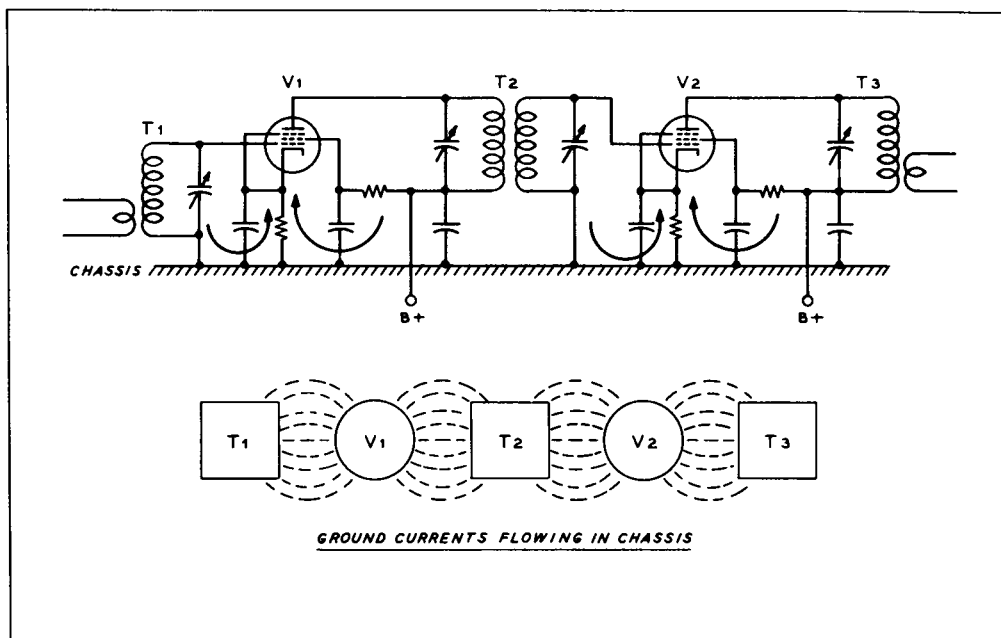 V1
T2
V2
T3
T1
CHASSIS
B+
B+
T1
V1
T2
V2
T3
GROUND CURRENTS FLOWING IN CHASSIS